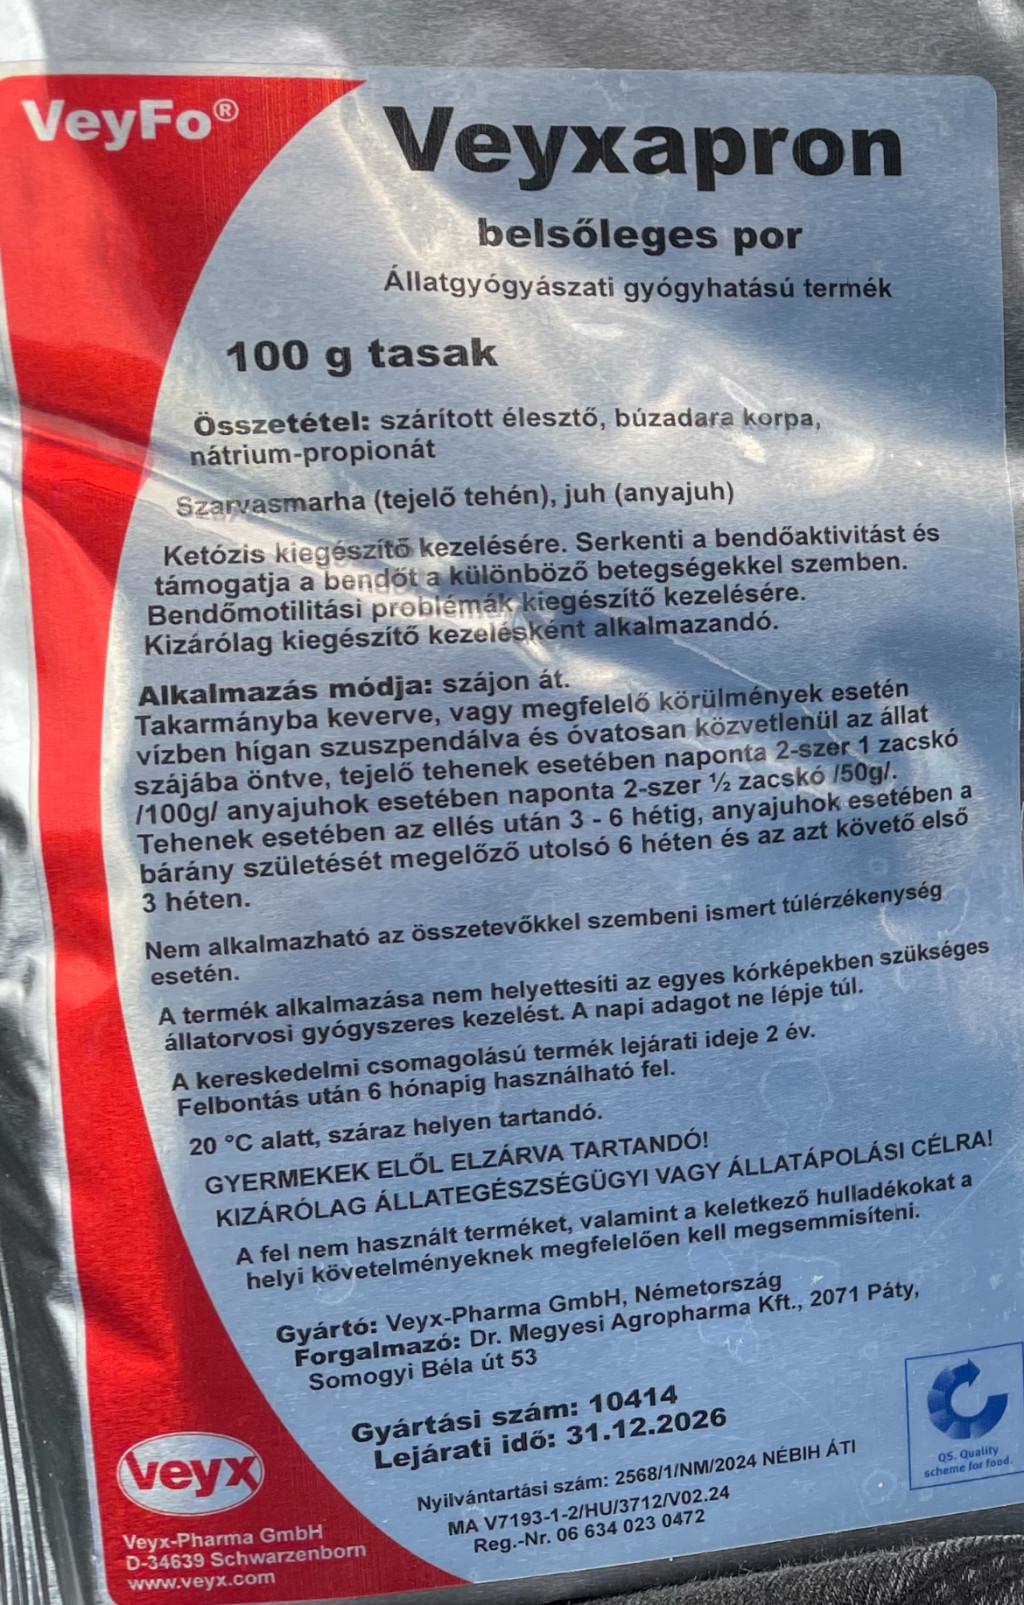 VeyFo®
Veyxapron
belsőleges por
Állatgyógyászati gyógyhatású termék
100 g tasak
Összetétel: szárított élesztő, búzadara korpa,
nátrium-propionát
Szarvasmarha (tejelő tehén), juh (anyajuh)
Ketózis kiegészítő kezelésére. Serkenti a bendőaktivitást és
támogatja a bendőt a különböző betegségekkel szemben.
Bendőmotilitási problémák kiegészítő kezelésére.
Kizárólag kiegészítő kezelésként alkalmazandó.
Alkalmazás módja: szájon át.
Takarmányba keverve, vagy megfelelő körülmények esetén
vízben hígan szuszpendálva és óvatosan közvetlenül az állat
szájába öntve, tejelő tehenek esetében naponta 2-szer 1 zacskó
/100g/ anyajuhok esetében naponta 2-szer ½ zacskó /50g/.
Tehenek esetében az ellés után 3 - 6 hétig, anyajuhok esetében a
bárány születését megelőző utolsó 6 héten és az azt követő első
3 héten.
Nem alkalmazható az összetevőkkel szembeni ismert túlérzékenység
esetén.
A termék alkalmazása nem helyettesíti az egyes kórképekben szükséges
állatorvosi gyógyszeres kezelést. A napi adagot ne lépje túl.
A kereskedelmi csomagolású termék lejárati ideje 2 év.
Felbontás után 6 hónapig használható fel.
20 °C alatt, száraz helyen tartandó.
GYERMEKEK ELŐL ELZÁRVA TARTANDÓ!
KIZÁRÓLAG ÁLLATEGÉSZSÉGÜGYI VAGY ÁLLATÁPOLÁSI CÉLRA!
A fel nem használt terméket, valamint a keletkező hulladékokat a
helyi követelményeknek megfelelően kell megsemmisíteni.
Gyártó: Veyx-Pharma GmbH, Németország
Forgalmazó: Dr. Megyesi Agropharma Kft., 2071 Páty,
Somogyi Béla út 53
Gyártási szám: 10414
Lejárati idő: 31.12.2026
Nyilvántartási szám: 2568/1/NM/2024 NÉBIH ÁTI
MA V7193-1-2/HU/3712/V02.24
Reg.-Nr. 06 634 023 0472
QS. Quality
scheme for food.
veyx
Veyx-Pharma GmbH
D-34639 Schwarzenborn
www.veyx.com